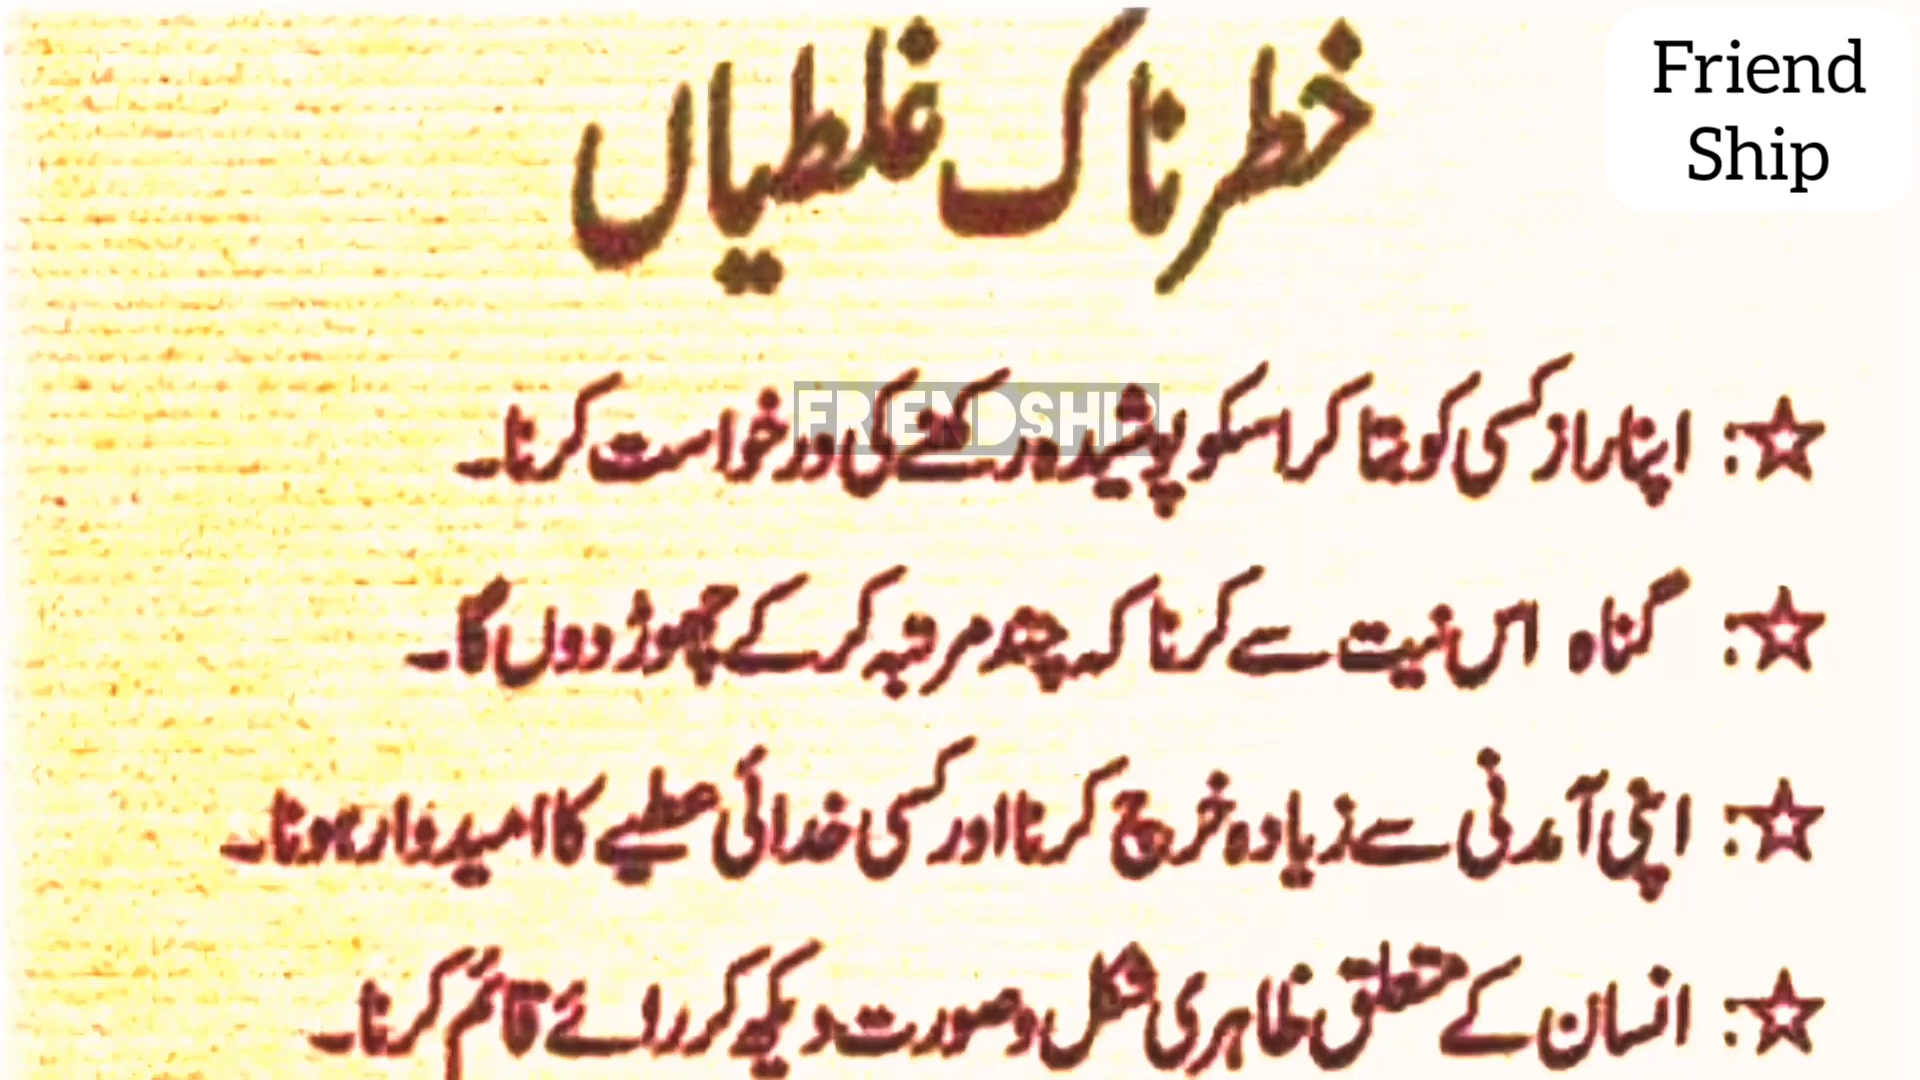 خطرناک غلطیاں
Friend
Ship
☆: اپنا راز کسی کو بتا کر اسکو پوشیدہ رکھنے کی درخواست کرنا۔
FRIENDSHIP
☆: گناہ اس نیت سے کرنا کہ چند مرتبہ کر کے چھوڑ دوں گا۔
☆: اپنی آمدنی سے زیادہ خرچ کرنا اور کسی خدائی عطیے کا امیدوار ہونا۔
☆: انسان کے متعلق ظاہری شکل وصورت دیکھ کر رائے قائم کرنا۔